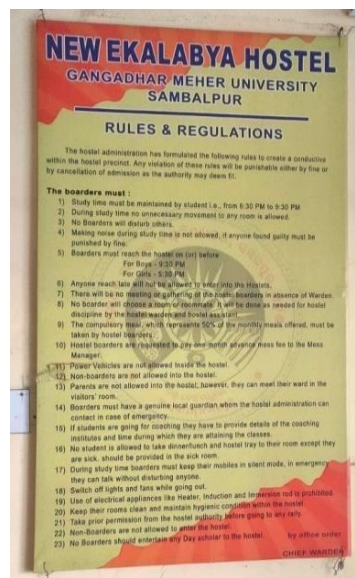 NEW EKALABYA HOSTEL
GANGADHAR MEHER UNIVERSITY
SAMBALPUR
RULES & REGULATIONS
The hostel administration has formulated the following rules to create a conductive
within the hostel precinct. Any violation of these rules will be punishable either by fine or
by cancellation of admission as the authority may deem fit.
The boarders must :
1) Study time must be maintained by student i.e., from 6:30 PM to 9:30 PM
2) During study time no unnecessary movement to any room is allowed.
3) No Boarders will disturb others.
4) Making noise during study time is not allowed, if anyone found guilty must be
punished by fine.
5) Boarders must reach the hostel on (or) before
For Boys - 9:30 PM
For Girls - 5:30 PM
6) Anyone reach late will not be allowed to enter into the Hostels.
7) There will be no meeting or gathering of the hostel boarders in absence of Warden.
8) No boarder will choose a room or roommate. It will be done as needed for hostel
discipline by the hostel warden and hostel assistant.
9) The compulsory meal, which represents 50% of the monthly meals offered, must be
taken by hostel boarders.
10) Hostel boarders are requested to pay one month advance mess fee to the Mess
Manager.
11) Power Vehicles are not allowed inside the hostel.
12) Non-boarders are not allowed into the hostel.
13) Parents are not allowed into the hostel; however, they can meet their ward in the
visitors' room.
14) Boarders must have a genuine local guardian whom the hostel administration can
contact in case of emergency.
15) If students are going for coaching they have to provide details of the coaching
institutes and time during which they are attaining the classes.
16) No student is allowed to take dinner/lunch and hostel tray to their room except they
are sick. should be provided in the sick room.
17) During study time boarders must keep their mobiles in silent mode, in emergency
they can talk without disturbing anyone.
18) Switch off lights and fans while going out.
19) Use of electrical appliances like Heater, Induction and Immersion rod is prohibited.
20) Keep their rooms clean and maintain hygienic condition within the hostel.
21) Take prior permission from the hostel authority before going to any rally.
22) Non-Boarders are not allowed to enter the hostel.
23) No Boarders should entertain any Day scholar to the hostel. by office order
CHIEF WARDEN